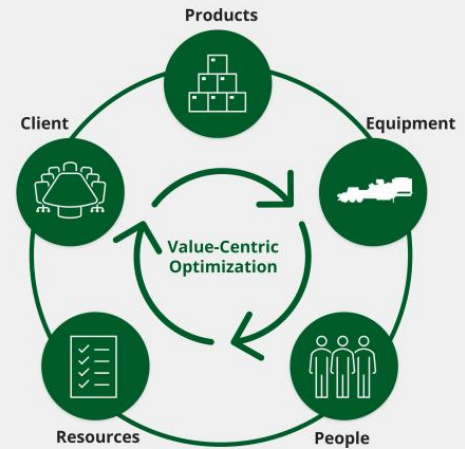 Products
Client
Equipment
Value-Centric
Optimization
Resources
People